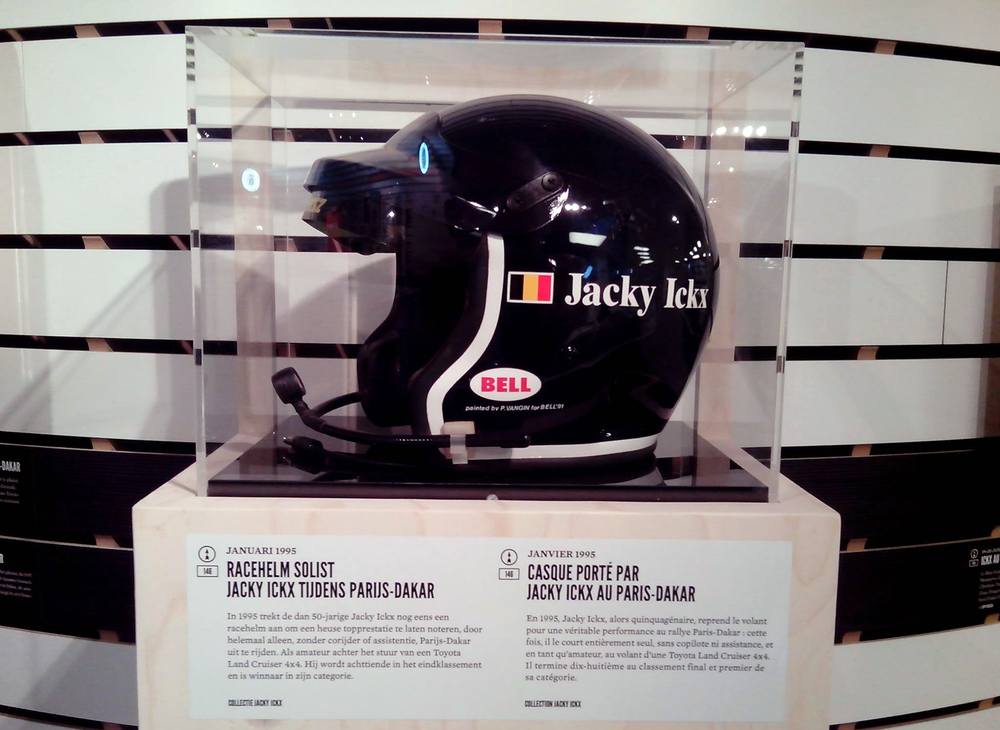 Jacky Ickx
BELL
painted by P. VANGIN for BELL'91
-DAKAR
JANUARI 1995
146
RACEHELM SOLIST
JACKY ICKX TIJDENS PARIJS-DAKAR
In 1995 trekt de dan 50-jarige Jacky Ickx nog eens een
racehelm aan om een heuse topprestatie te laten noteren, door
helemaal alleen, zonder corijder of assistentie, Parijs-Dakar
uit te rijden. Als amateur achter het stuur van een Toyota
Land Cruiser 4x4. Hij wordt achttiende in het eindklassement
en is winnaar in zijn categorie.
COLLECTIE JACKY ICKX
JANVIER 1995
146
CASQUE PORTÉ PAR
JACKY ICKX AU PARIS-DAKAR
En 1995, Jacky Ickx, alors quinquagénaire, reprend le volant
pour une véritable performance au rallye Paris-Dakar : cette
fois, il le court entièrement seul, sans copilote ni assistance, et
en tant qu'amateur, au volant d'une Toyota Land Cruiser 4x4.
Il termine dix-huitième au classement final et premier de
sa catégorie.
COLLECTION JACKY ICKX
ICKX AU